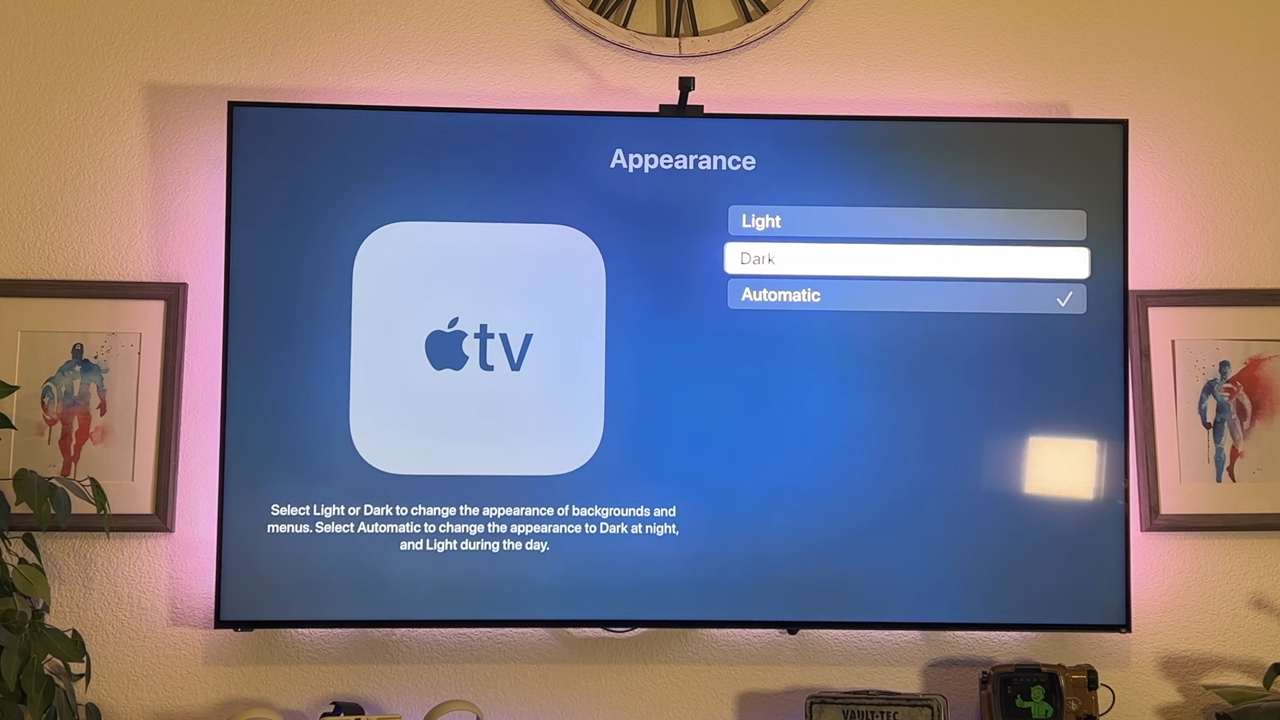 Appearance
Light
Dark
Automatic
tv
Select Light or Dark to change the appearance of backgrounds and
menus. Select Automatic to change the appearance to Dark at night,
and Light during the day.
VAULT-TEC